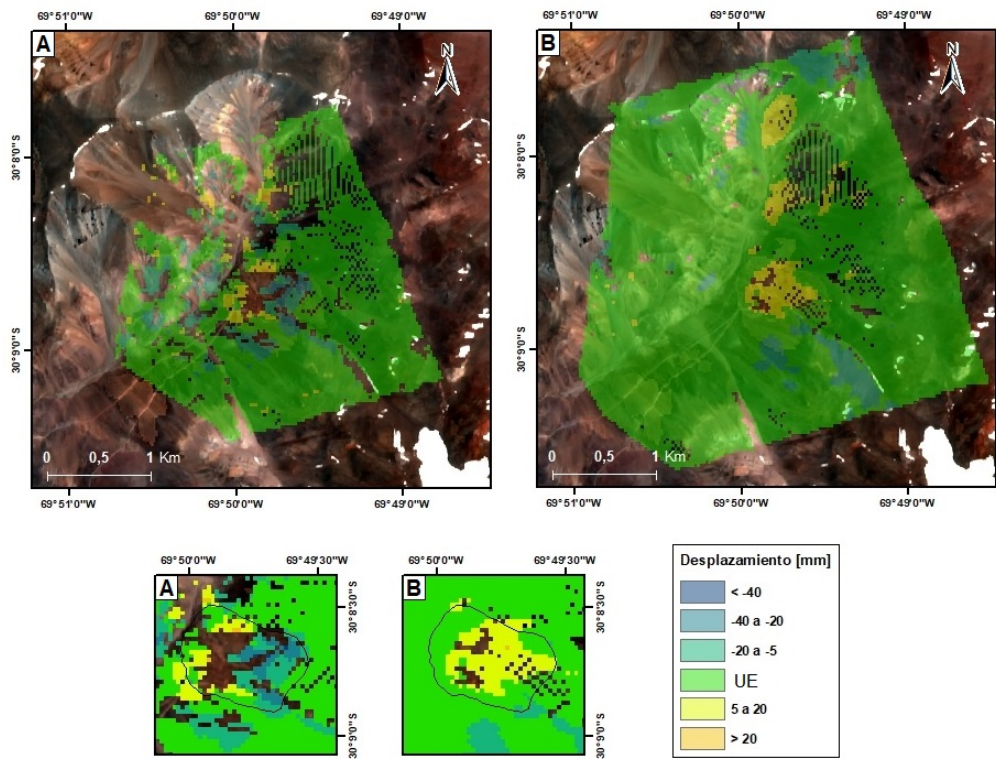 69°51'0"W 69°50'0"W 69°49'0"W
69°51'0"W 69°50'0"W 69°49'0"W
A
N
B
N
30°8'0"S
30°8'0"S
30°9'0"S
30°9'0"S
0 0,5 1 Km
0 0,5 1 Km
69°51'0"W 69°50'0"W 69°49'0"W
69°51'0"W 69°50'0"W 69°49'0"W
69°50'0"W 69°49'30"W
69°50'0"W 69°49'30"W
A
B
30°8'30"S
30°8'30"S
30°9'0"S
30°9'0"S
Desplazamiento [mm]
< -40
-40 a -20
-20 a -5
UE
5 a 20
> 20